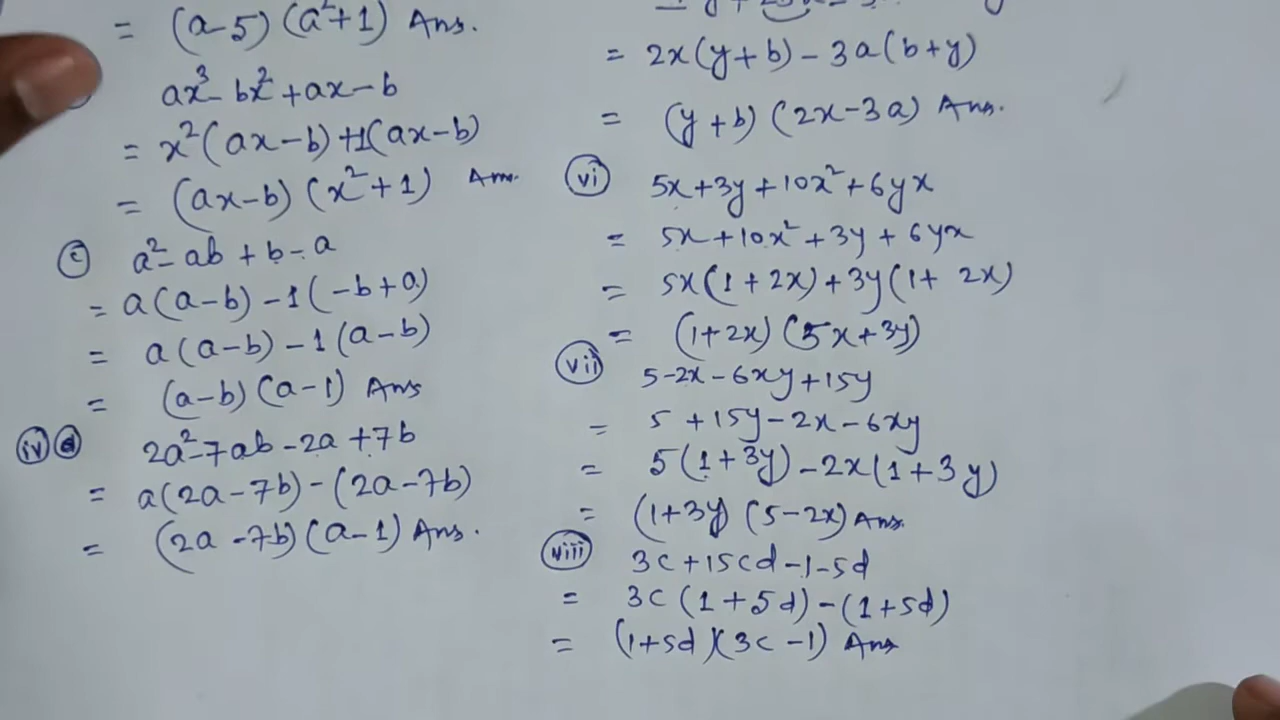 = (a-5) (a²+1) Ans.
ax³- bx² + ax - b
= x²(ax-b) +1(ax-b)
= (ax-b) (x²+1) Ans.
(c) a²- ab + b - a
= a(a-b) -1(-b+a)
= a(a-b) -1(a-b)
= (a-b) (a-1) Ans
(iv) (d) 2a²-7ab -2a +7b
= a(2a-7b) - (2a-7b)
= (2a-7b) (a-1) Ans.
= 2x(y+b) - 3a(b+y)
= (y+b) (2x-3a) Ans.
(vi) 5x+3y+10x²+6yx
= 5x+10x²+3y+6yx
= 5x(1+2x)+3y(1+2x)
= (1+2x) (5x+3y)
(vii) 5-2x-6xy+15y
= 5+15y-2x-6xy
= 5(1+3y)-2x(1+3y)
= (1+3y) (5-2x) Ans.
(viii) 3c+15cd-1-5d
= 3c(1+5d)-(1+5d)
= (1+5d)(3c-1) Ans